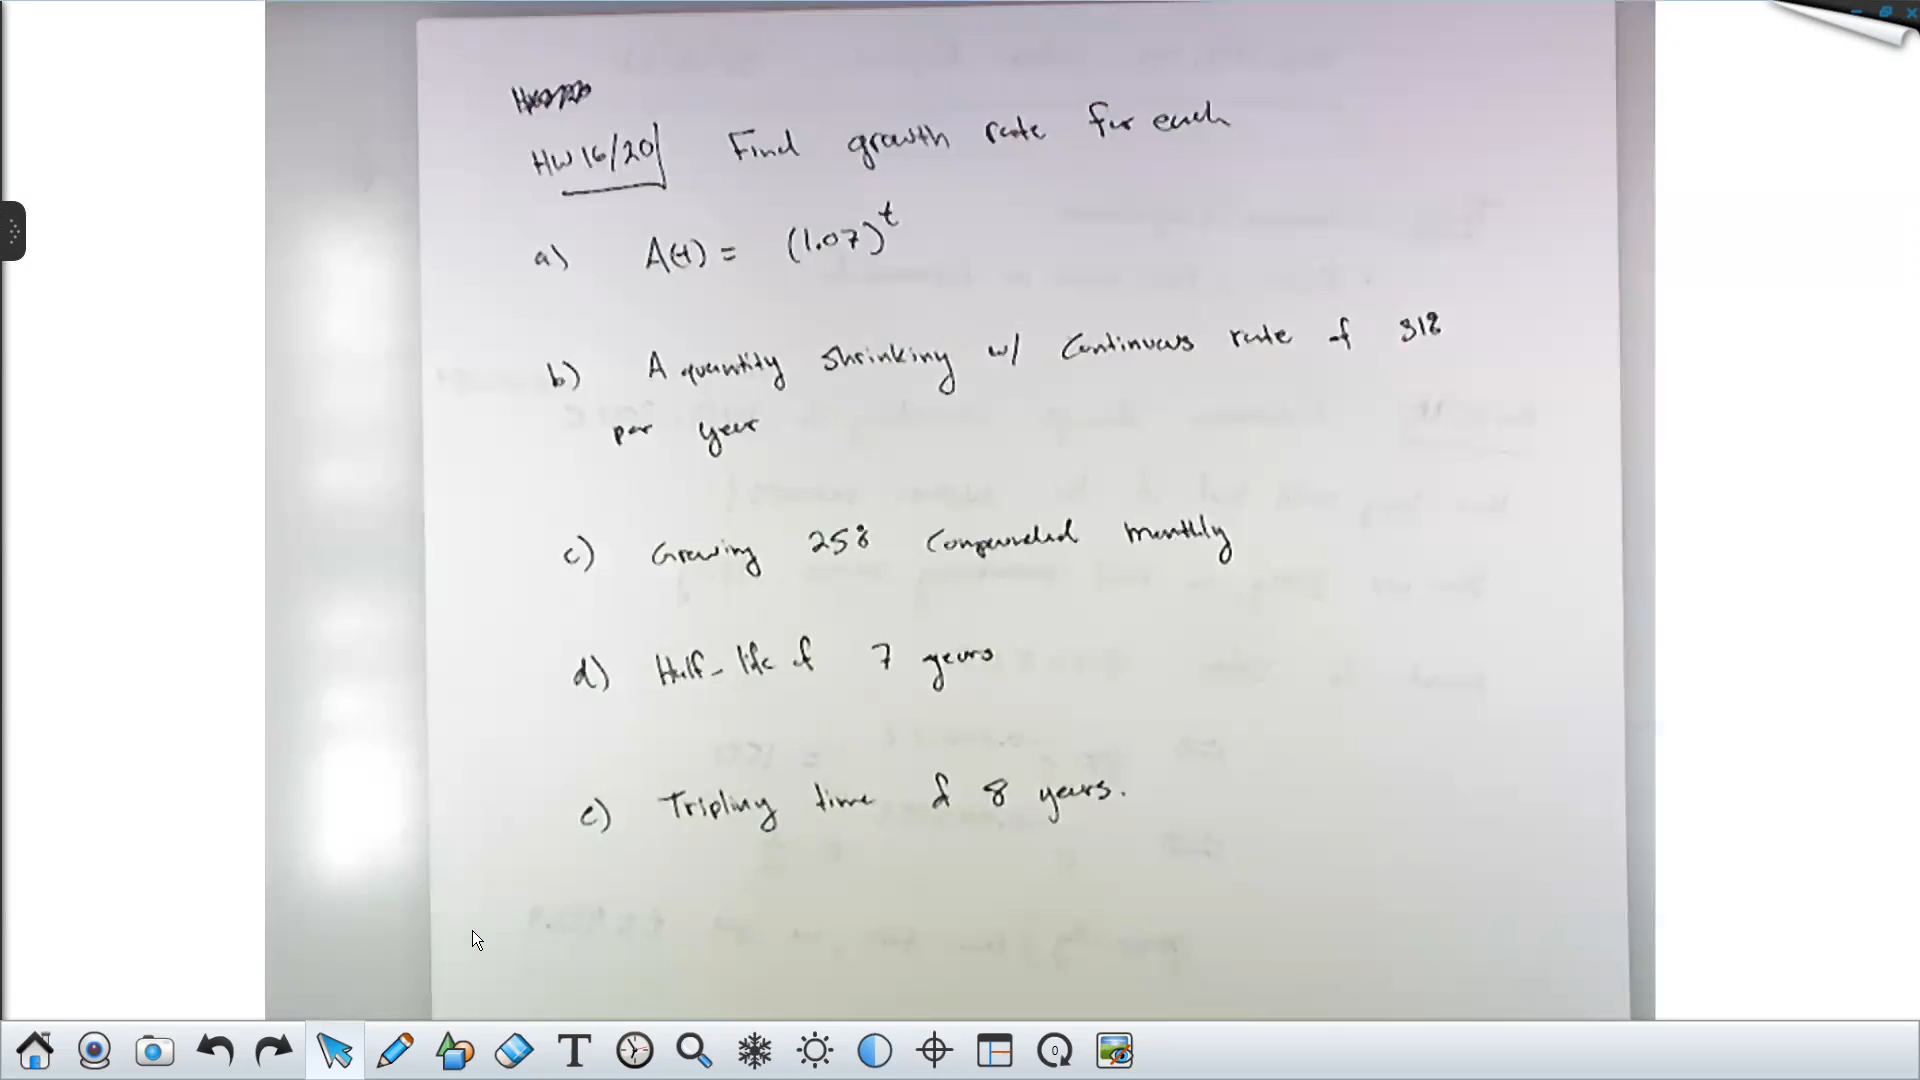 HW 16/20 Find growth rate for each
a) A(t) = (1.07)^t
b) A quantity shrinking w/ continuous rate of 31%
per year
c) Growing 25% compounded monthly
d) Half-life of 7 years
e) Tripling time of 8 years.